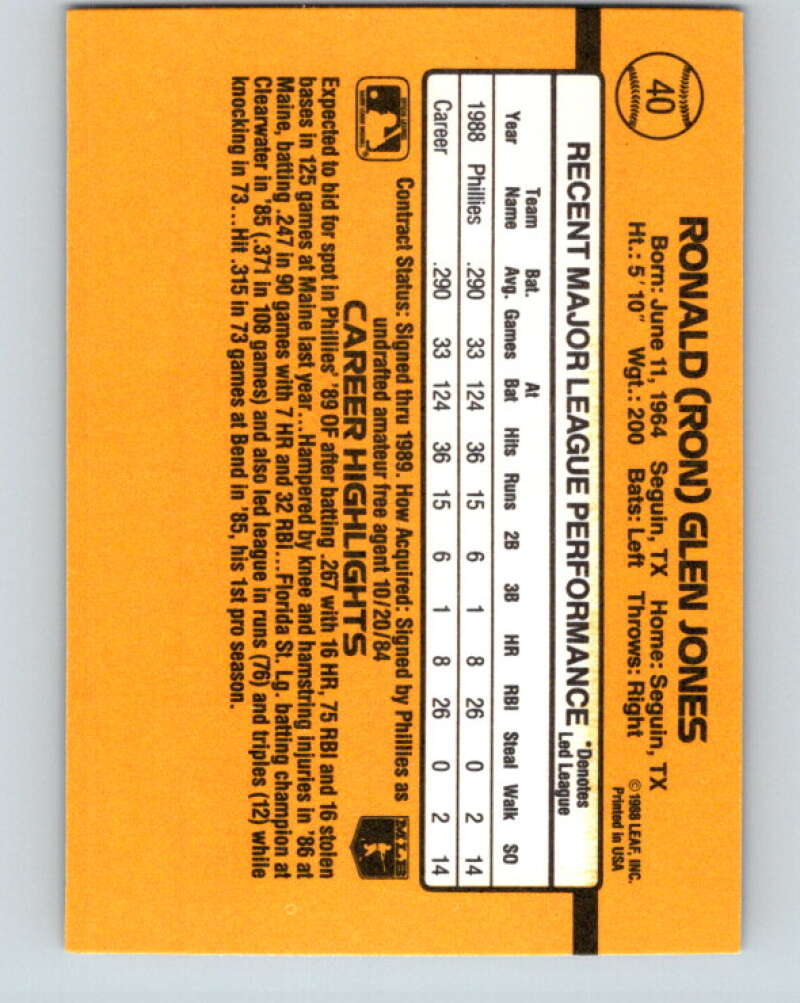 40
RONALD (RON) GLEN JONES
Born: June 11, 1964 Seguin, TX Home: Seguin, TX
Ht.: 5'10" Wgt.: 200 Bats: Left Throws: Right
©1988 LEAF, INC.
Printed in USA
RECENT MAJOR LEAGUE PERFORMANCE *Denotes Led League
Year Team Name Bat. Avg. Games At Bat Hits Runs 2B 3B HR RBI Steal Walk SO
1988 Phillies .290 33 124 36 15 6 1 8 26 0 2 14
Career .290 33 124 36 15 6 1 8 26 0 2 14
Contract Status: Signed thru 1989. How Acquired: Signed by Phillies as
undrafted amateur free agent 10/20/84
MLB
CAREER HIGHLIGHTS
Expected to bid for spot in Phillies' '89 OF after batting .267 with 16 HR, 75 RBI and 16 stolen
bases in 125 games at Maine last year...Hampered by knee and hamstring injuries in '86 at
Maine, batting .247 in 90 games with 7 HR and 32 RBI...Florida St. Lg. batting champion at
Clearwater in '85 (.371 in 108 games) and also led league in runs (76) and triples (12) while
knocking in 73...Hit .315 in 73 games at Bend in '85, his 1st pro season.